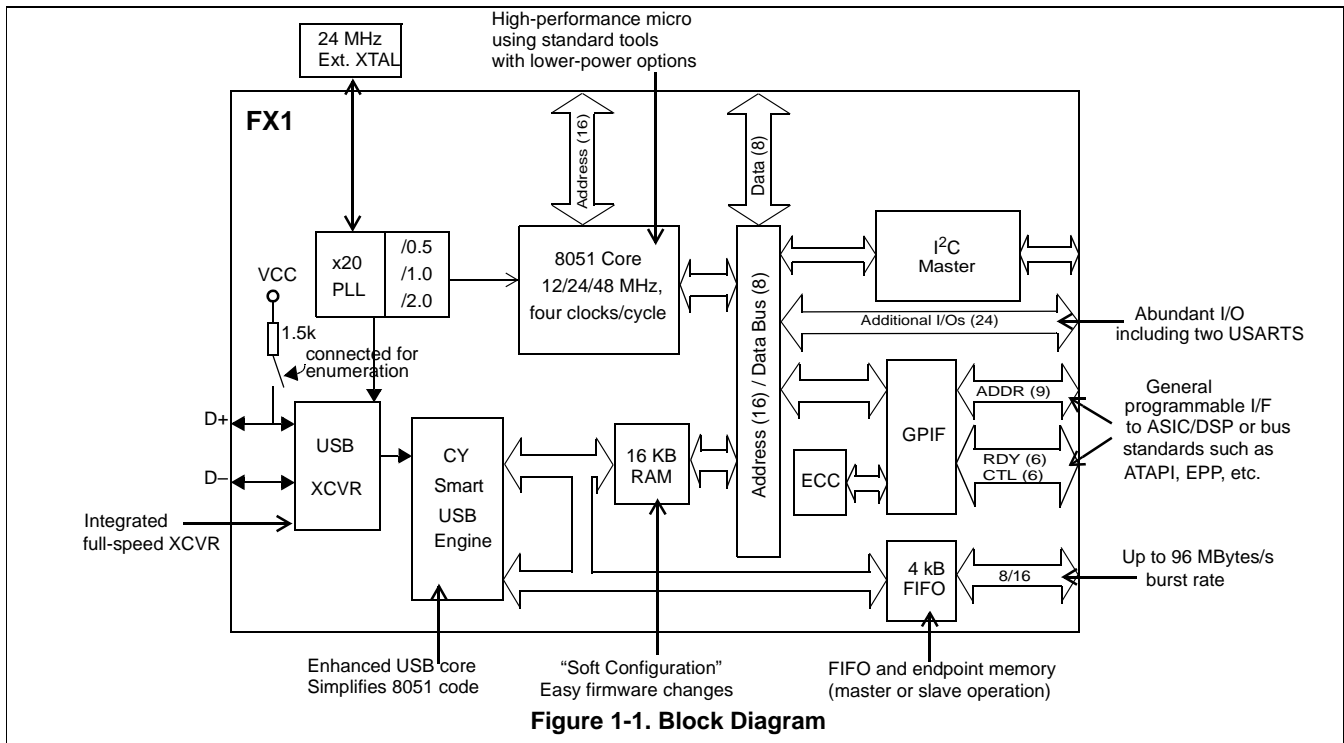 High-performance micro
using standard tools
with lower-power options
24 MHz
Ext. XTAL
FX1
Address (16)
Data (8)
x20
PLL
/0.5
/1.0
/2.0
VCC
1.5k
connected for
enumeration
8051 Core
12/24/48 MHz,
four clocks/cycle
Address (16) / Data Bus (8)
I2C
Master
Additional I/Os (24)
Abundant I/O
including two USARTS
D+
D–
USB
XCVR
Integrated
full-speed XCVR
CY
Smart
USB
Engine
16 KB
RAM
ECC
GPIF
ADDR (9)
RDY (6)
CTL (6)
General
programmable I/F
to ASIC/DSP or bus
standards such as
ATAPI, EPP, etc.
4 kB
FIFO
8/16
Up to 96 MBytes/s
burst rate
Enhanced USB core
Simplifies 8051 code
“Soft Configuration”
Easy firmware changes
FIFO and endpoint memory
(master or slave operation)
Figure 1-1. Block Diagram